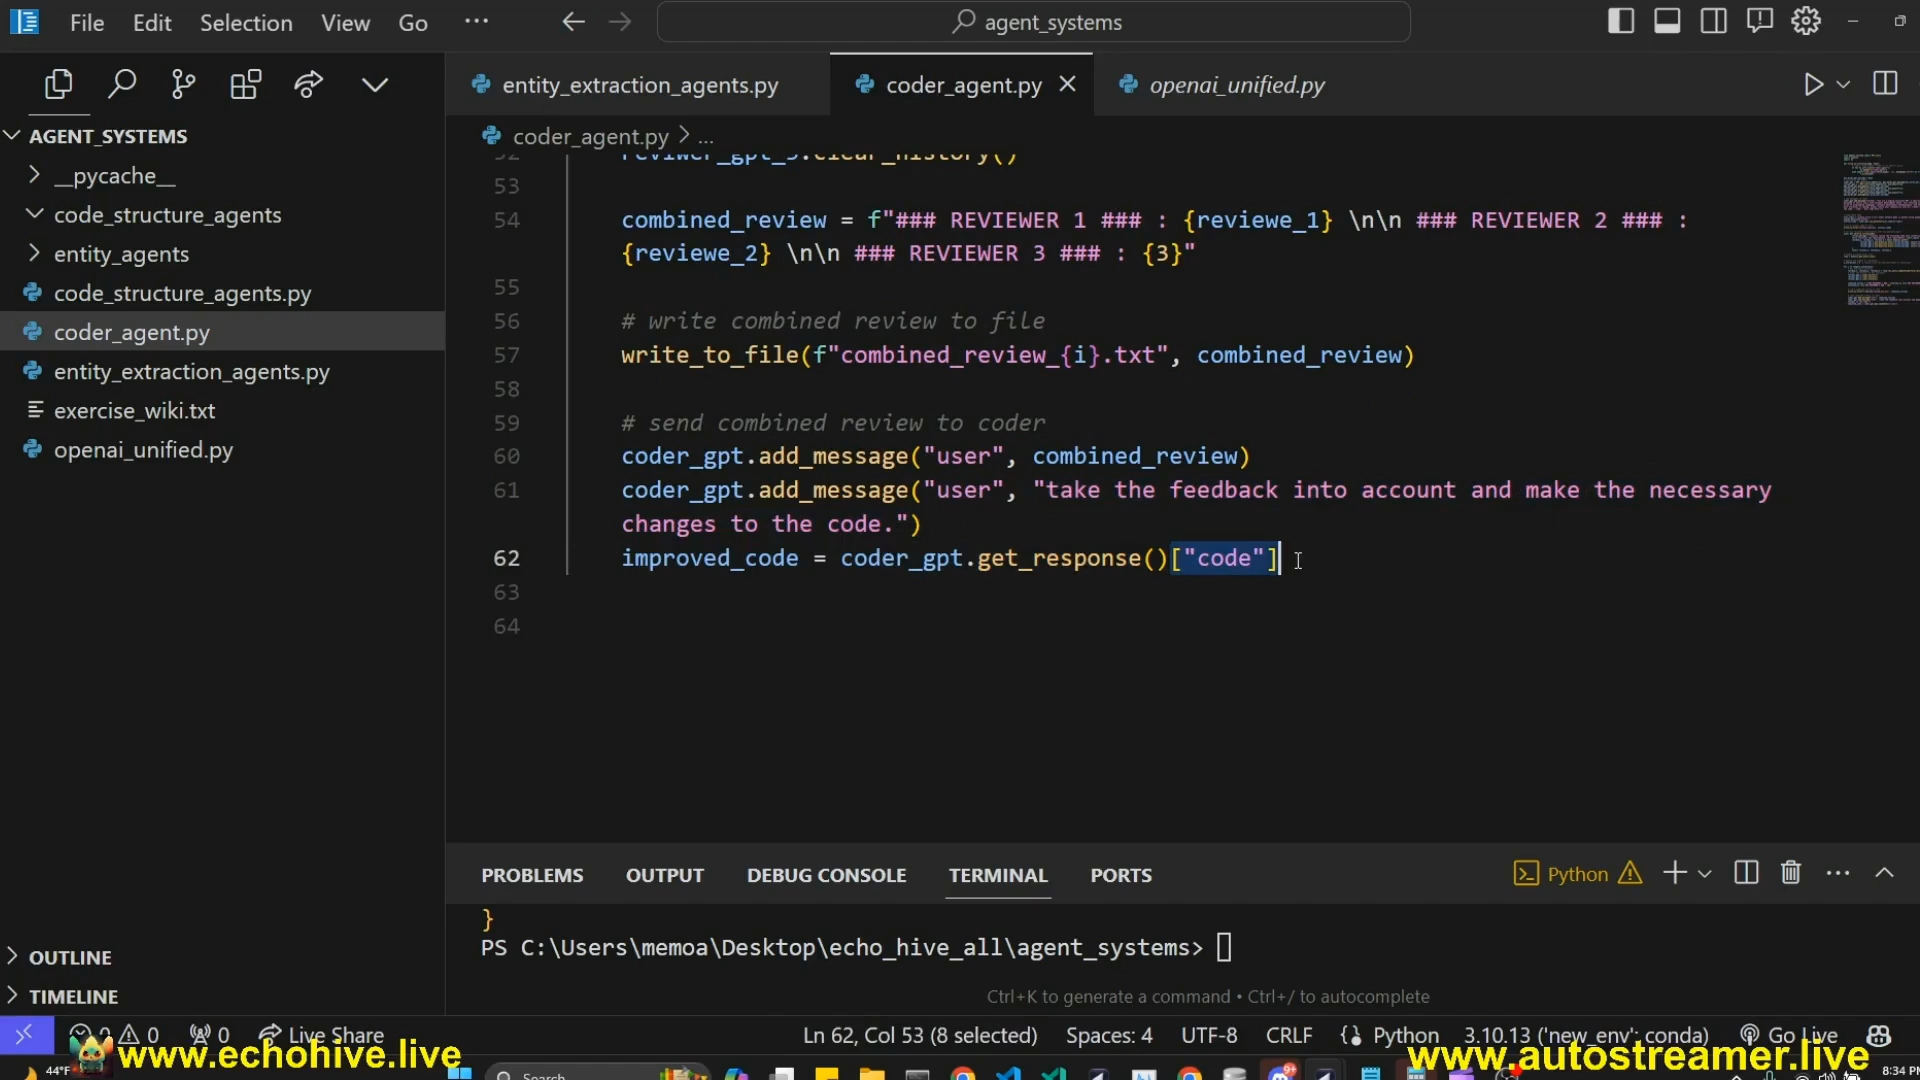 File Edit Selection View Go ··· agent_systems
entity_extraction_agents.py coder_agent.py openai_unified.py
AGENT_SYSTEMS
coder_agent.py > ...
__pycache__
code_structure_agents
entity_agents
code_structure_agents.py
coder_agent.py
entity_extraction_agents.py
exercise_wiki.txt
openai_unified.py
53
54 combined_review = f"### REVIEWER 1 ### : {reviewe_1} \n\n ### REVIEWER 2 ### :
{reviewe_2} \n\n ### REVIEWER 3 ### : {3}"
55
56 # write combined review to file
57 write_to_file(f"combined_review_{i}.txt", combined_review)
58
59 # send combined review to coder
60 coder_gpt.add_message("user", combined_review)
61 coder_gpt.add_message("user", "take the feedback into account and make the necessary
changes to the code.")
62 improved_code = coder_gpt.get_response()["code"]
63
64
PROBLEMS OUTPUT DEBUG CONSOLE TERMINAL PORTS Python
}
PS C:\Users\memoa\Desktop\echo_hive_all\agent_systems>
Ctrl+K to generate a command • Ctrl+/ to autocomplete
OUTLINE
TIMELINE
0 0 0 Live Share Ln 62, Col 53 (8 selected) Spaces: 4 UTF-8 CRLF Python 3.10.13 ('new_env': conda) Go Live
www.echohive.live www.autostreamer.live
44°F Search 8:34 PM